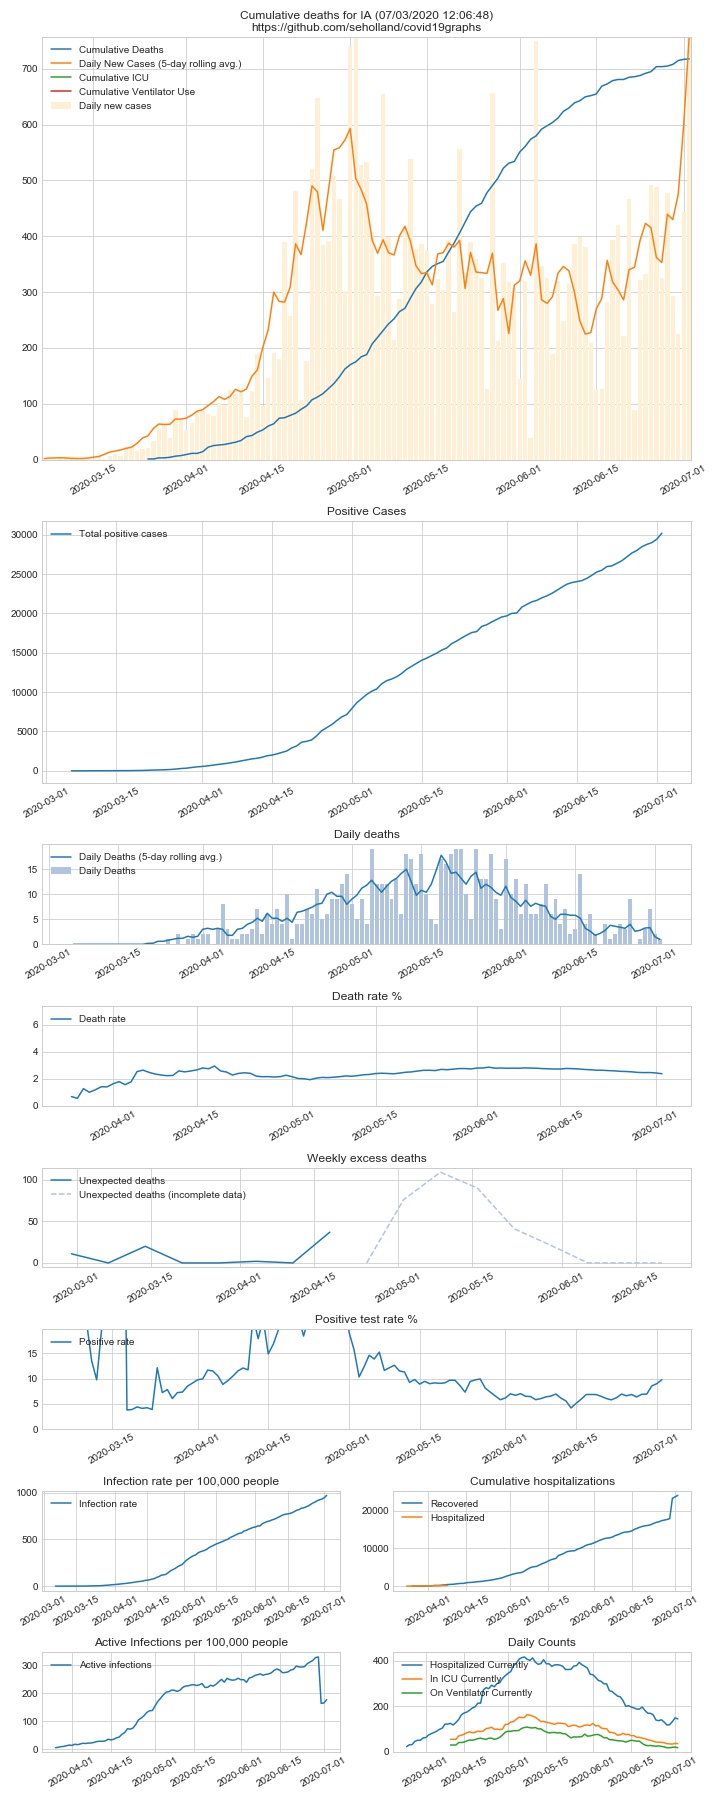 Cumulative deaths for IA (07/03/2020 12:06:48)
https://github.com/seholland/covid19graphs
Cumulative Deaths
Daily New Cases (5-day rolling avg.)
Cumulative ICU
Cumulative Ventilator Use
Daily new cases
700
600
500
400
300
200
100
0
2020-03-15 2020-04-01 2020-04-15 2020-05-01 2020-05-15 2020-06-01 2020-06-15 2020-07-01
Positive Cases
Total positive cases
30000
25000
20000
15000
10000
5000
0
2020-03-01 2020-03-15 2020-04-01 2020-04-15 2020-05-01 2020-05-15 2020-06-01 2020-06-15 2020-07-01
Daily deaths
Daily Deaths (5-day rolling avg.)
Daily Deaths
15
10
5
0
2020-03-01 2020-03-15 2020-04-01 2020-04-15 2020-05-01 2020-05-15 2020-06-01 2020-06-15 2020-07-01
Death rate %
Death rate
6
4
2
0
2020-04-01 2020-04-15 2020-05-01 2020-05-15 2020-06-01 2020-06-15 2020-07-01
Weekly excess deaths
Unexpected deaths
Unexpected deaths (incomplete data)
100
50
0
2020-03-01 2020-03-15 2020-04-01 2020-04-15 2020-05-01 2020-05-15 2020-06-01 2020-06-15
Positive test rate %
Positive rate
15
10
5
0
2020-03-15 2020-04-01 2020-04-15 2020-05-01 2020-05-15 2020-06-01 2020-06-15 2020-07-01
Infection rate per 100,000 people
Infection rate
1000
500
0
2020-03-01 2020-03-15 2020-04-01 2020-04-15 2020-05-01 2020-05-15 2020-06-01 2020-06-15 2020-07-01
Cumulative hospitalizations
Recovered
Hospitalized
20000
10000
0
2020-04-01 2020-04-15 2020-05-01 2020-05-15 2020-06-01 2020-06-15 2020-07-01
Active Infections per 100,000 people
Active infections
300
200
100
0
2020-04-01 2020-04-15 2020-05-01 2020-05-15 2020-06-01 2020-06-15 2020-07-01
Daily Counts
Hospitalized Currently
In ICU Currently
On Ventilator Currently
400
200
0
2020-04-01 2020-04-15 2020-05-01 2020-05-15 2020-06-01 2020-06-15 2020-07-01